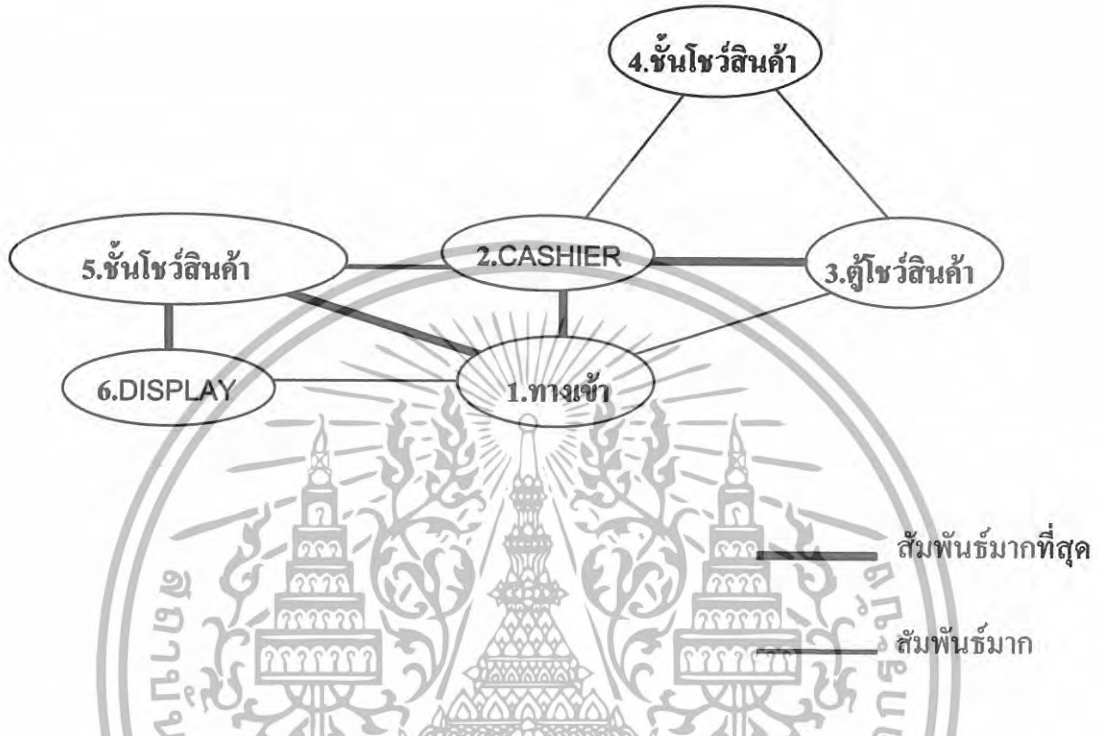 4.ชั้นโชว์สินค้า
5.ชั้นโชว์สินค้า
2.CASHIER
3.ตู้โชว์สินค้า
6.DISPLAY
1.ทางเข้า
สัมพันธ์มากที่สุด
สัมพันธ์มาก